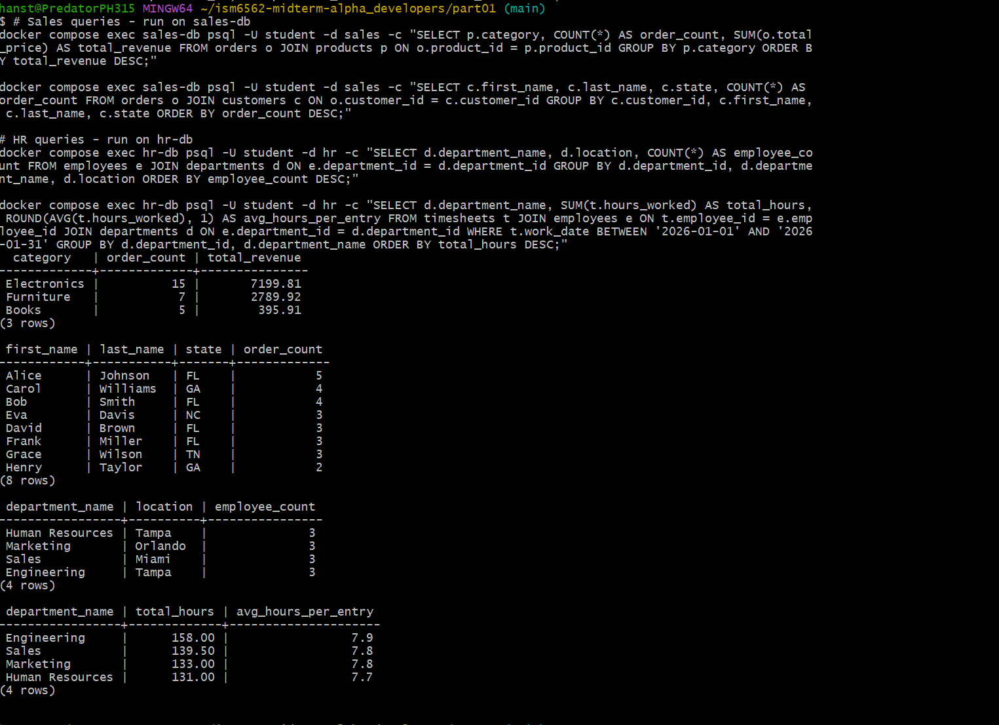 hanst@PredatorPH315 MINGW64 ~/ism6562-midterm-alpha_developers/part01 (main)
$ # Sales queries - run on sales-db
docker compose exec sales-db psql -U student -d sales -c "SELECT p.category, COUNT(*) AS order_count, SUM(o.total
_price) AS total_revenue FROM orders o JOIN products p ON o.product_id = p.product_id GROUP BY p.category ORDER B
Y total_revenue DESC;"
docker compose exec sales-db psql -U student -d sales -c "SELECT c.first_name, c.last_name, c.state, COUNT(*) AS
order_count FROM orders o JOIN customers c ON o.customer_id = c.customer_id GROUP BY c.customer_id, c.first_name,
 c.last_name, c.state ORDER BY order_count DESC;"
# HR queries - run on hr-db
docker compose exec hr-db psql -U student -d hr -c "SELECT d.department_name, d.location, COUNT(*) AS employee_co
unt FROM employees e JOIN departments d ON e.department_id = d.department_id GROUP BY d.department_id, d.departme
nt_name, d.location ORDER BY employee_count DESC;"
docker compose exec hr-db psql -U student -d hr -c "SELECT d.department_name, SUM(t.hours_worked) AS total_hours,
 ROUND(AVG(t.hours_worked), 1) AS avg_hours_per_entry FROM timesheets t JOIN employees e ON t.employee_id = e.emp
loyee_id JOIN departments d ON e.department_id = d.department_id WHERE t.work_date BETWEEN '2026-01-01' AND '2026
-01-31' GROUP BY d.department_id, d.department_name ORDER BY total_hours DESC;"
  category   | order_count | total_revenue
-------------+-------------+---------------
 Electronics |          15 |       7199.81
 Furniture   |           7 |       2789.92
 Books       |           5 |        395.91
(3 rows)
 first_name | last_name | state | order_count
------------+-----------+-------+-------------
 Alice      | Johnson   | FL    |           5
 Carol      | Williams  | GA    |           4
 Bob        | Smith     | FL    |           4
 Eva        | Davis     | NC    |           3
 David      | Brown     | FL    |           3
 Frank      | Miller    | FL    |           3
 Grace      | Wilson    | TN    |           3
 Henry      | Taylor    | GA    |           2
(8 rows)
 department_name | location | employee_count
-----------------+----------+----------------
 Human Resources | Tampa    |              3
 Marketing       | Orlando  |              3
 Sales           | Miami    |              3
 Engineering     | Tampa    |              3
(4 rows)
 department_name | total_hours | avg_hours_per_entry
-----------------+-------------+---------------------
 Engineering     |      158.00 |                 7.9
 Sales           |      139.50 |                 7.8
 Marketing       |      133.00 |                 7.8
 Human Resources |      131.00 |                 7.7
(4 rows)